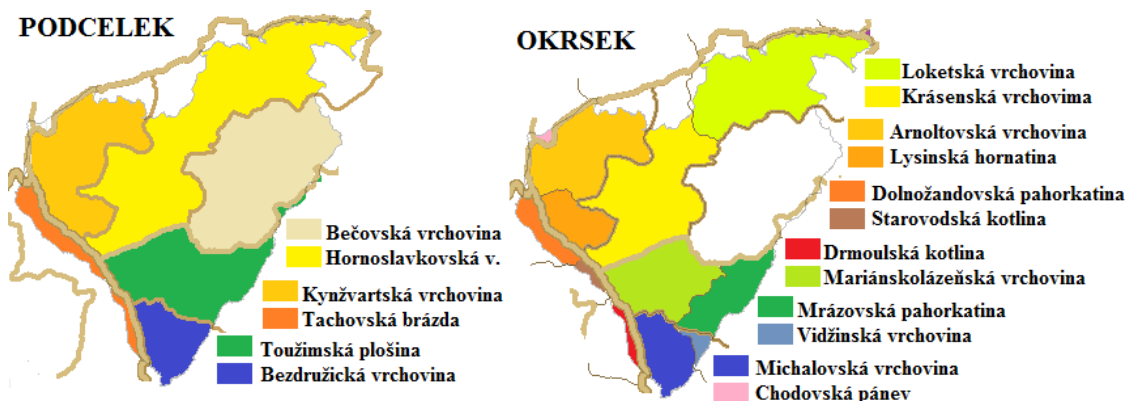 PODCELEK
Bečovská vrchovina
Hornoslavkovská v.
Kynžvartská vrchovina
Tachovská brázda
Toužimská plošina
Bezdružická vrchovina
OKRSEK
Loketská vrchovina
Krásenská vrchovima
Arnoltovská vrchovina
Lysinská hornatina
Dolnožandovská pahorkatina
Starovodská kotlina
Drmoulská kotlina
Mariánskolázeňská vrchovina
Mrázovská pahorkatina
Vidžinská vrchovina
Michalovská vrchovina
Chodovská pánev